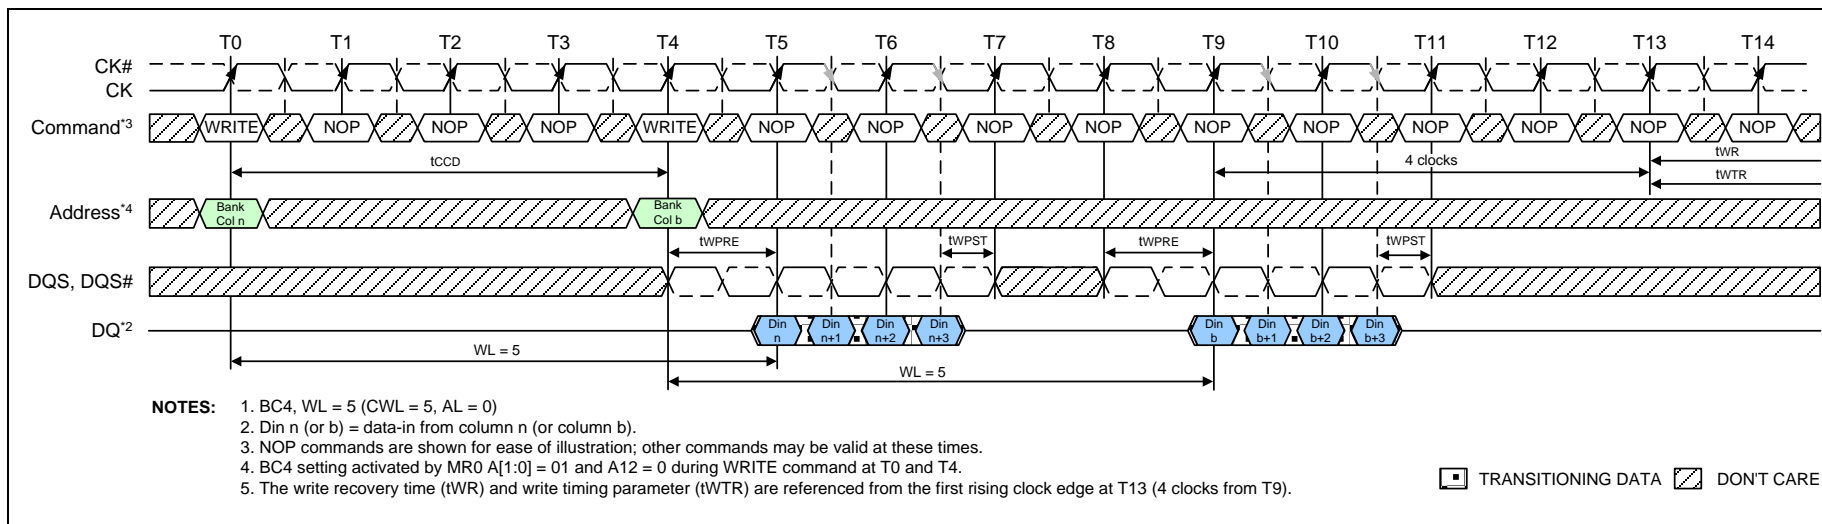 T0 T1 T2 T3 T4 T5 T6 T7 T8 T9 T10 T11 T12 T13 T14
CK#
CK
Command*3 WRITE NOP NOP NOP WRITE NOP NOP NOP NOP NOP NOP NOP NOP NOP NOP
tCCD 4 clocks tWR
tWTR
Address*4 Bank Col n Bank Col b
tWPRE tWPST tWPRE tWPST
DQS, DQS#
DQ*2 Din n Din n+1 Din n+2 Din n+3 Din b Din b+1 Din b+2 Din b+3
WL = 5
WL = 5
NOTES: 1. BC4, WL = 5 (CWL = 5, AL = 0)
2. Din n (or b) = data-in from column n (or column b).
3. NOP commands are shown for ease of illustration; other commands may be valid at these times.
4. BC4 setting activated by MR0 A[1:0] = 01 and A12 = 0 during WRITE command at T0 and T4.
5. The write recovery time (tWR) and write timing parameter (tWTR) are referenced from the first rising clock edge at T13 (4 clocks from T9).
TRANSITIONING DATA DON'T CARE